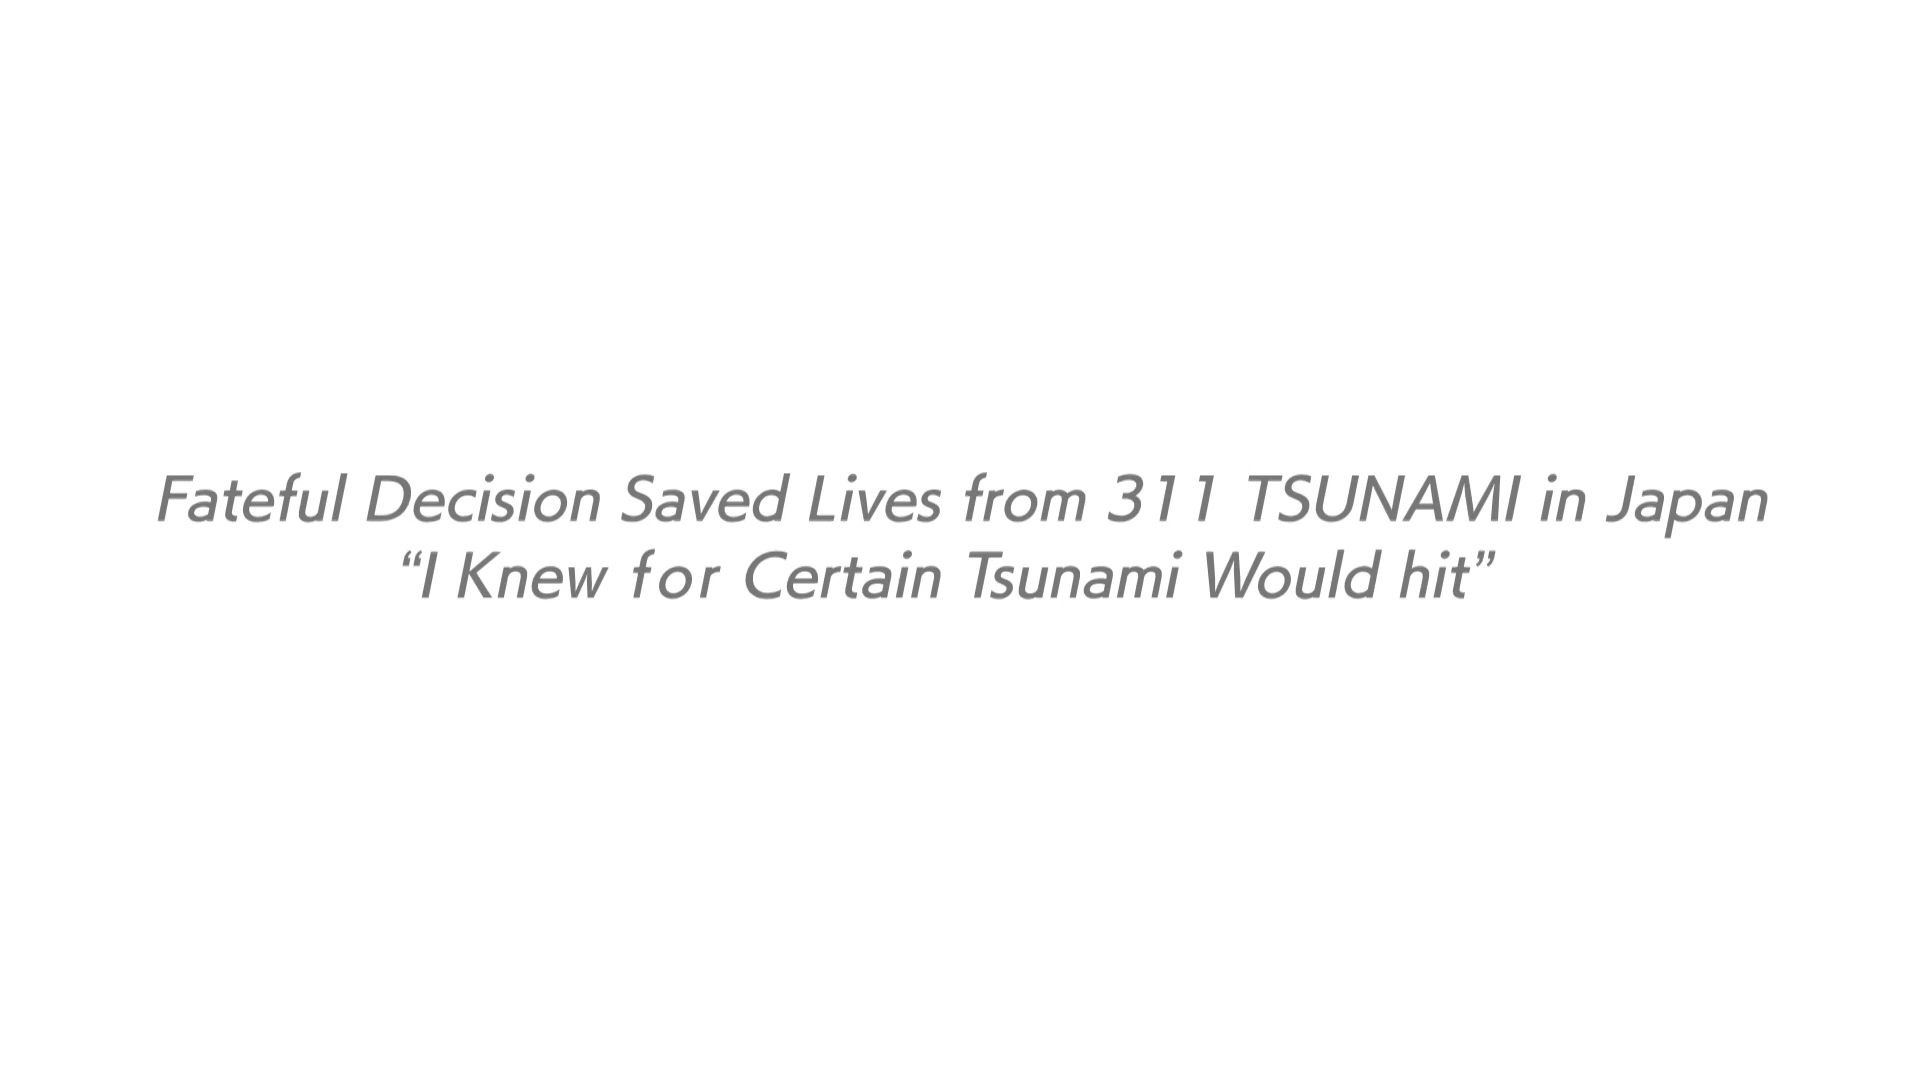 Fateful Decision Saved Lives from 311 TSUNAMI in Japan
“I Knew for Certain Tsunami Would hit”